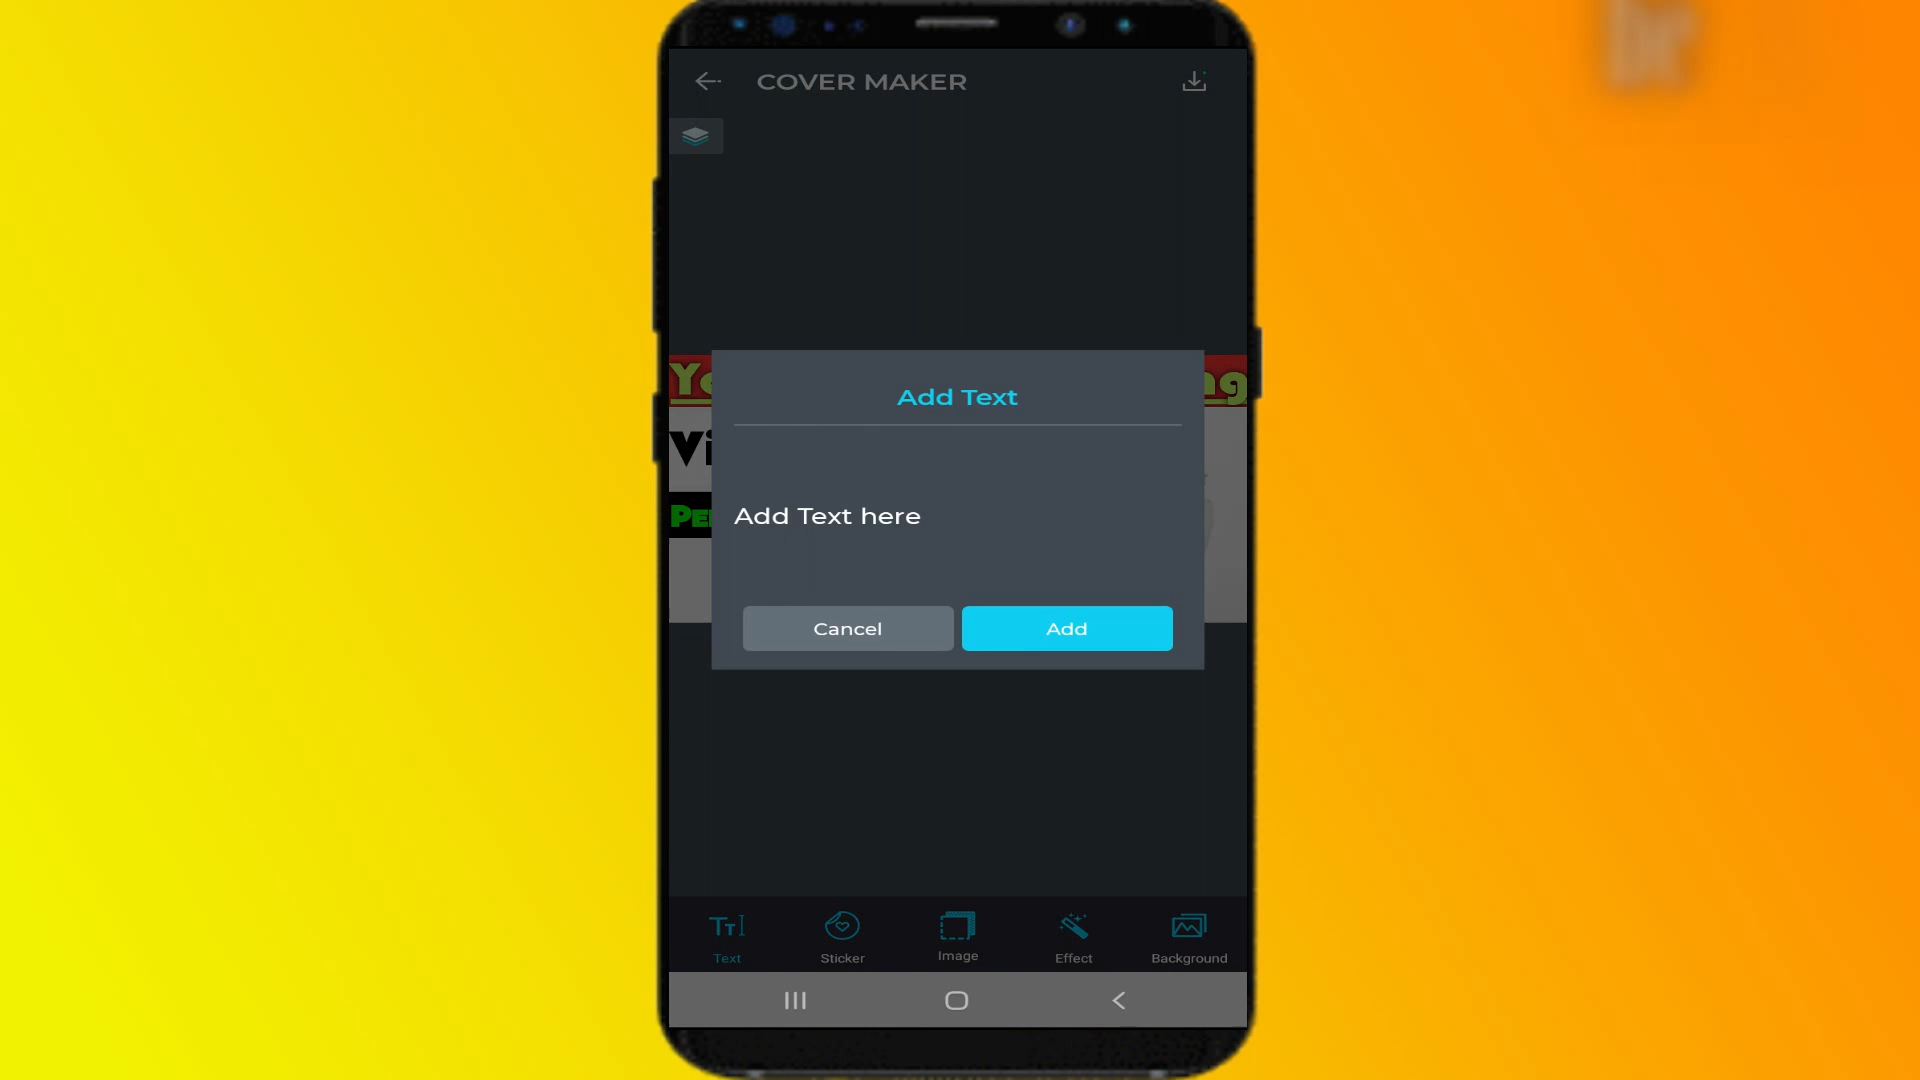 COVER MAKER
Add Text
Add Text here
Cancel
Add
Text
Sticker
Image
Effect
Background